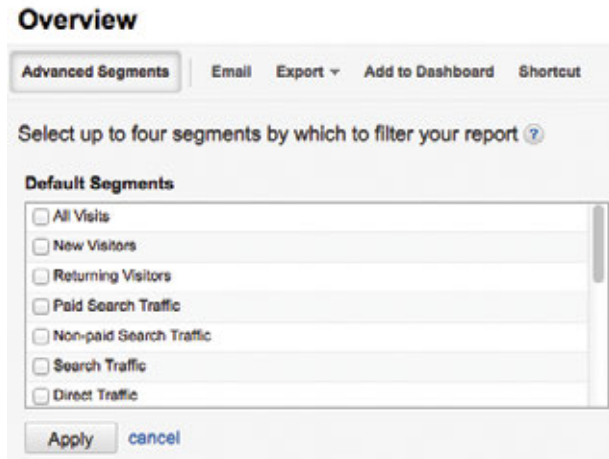 Overview
Advanced Segments Email Export Add to Dashboard Shortcut
Select up to four segments by which to filter your report ?
Default Segments
All Visits
New Visitors
Returning Visitors
Paid Search Traffic
Non-paid Search Traffic
Search Traffic
Direct Traffic
Apply cancel